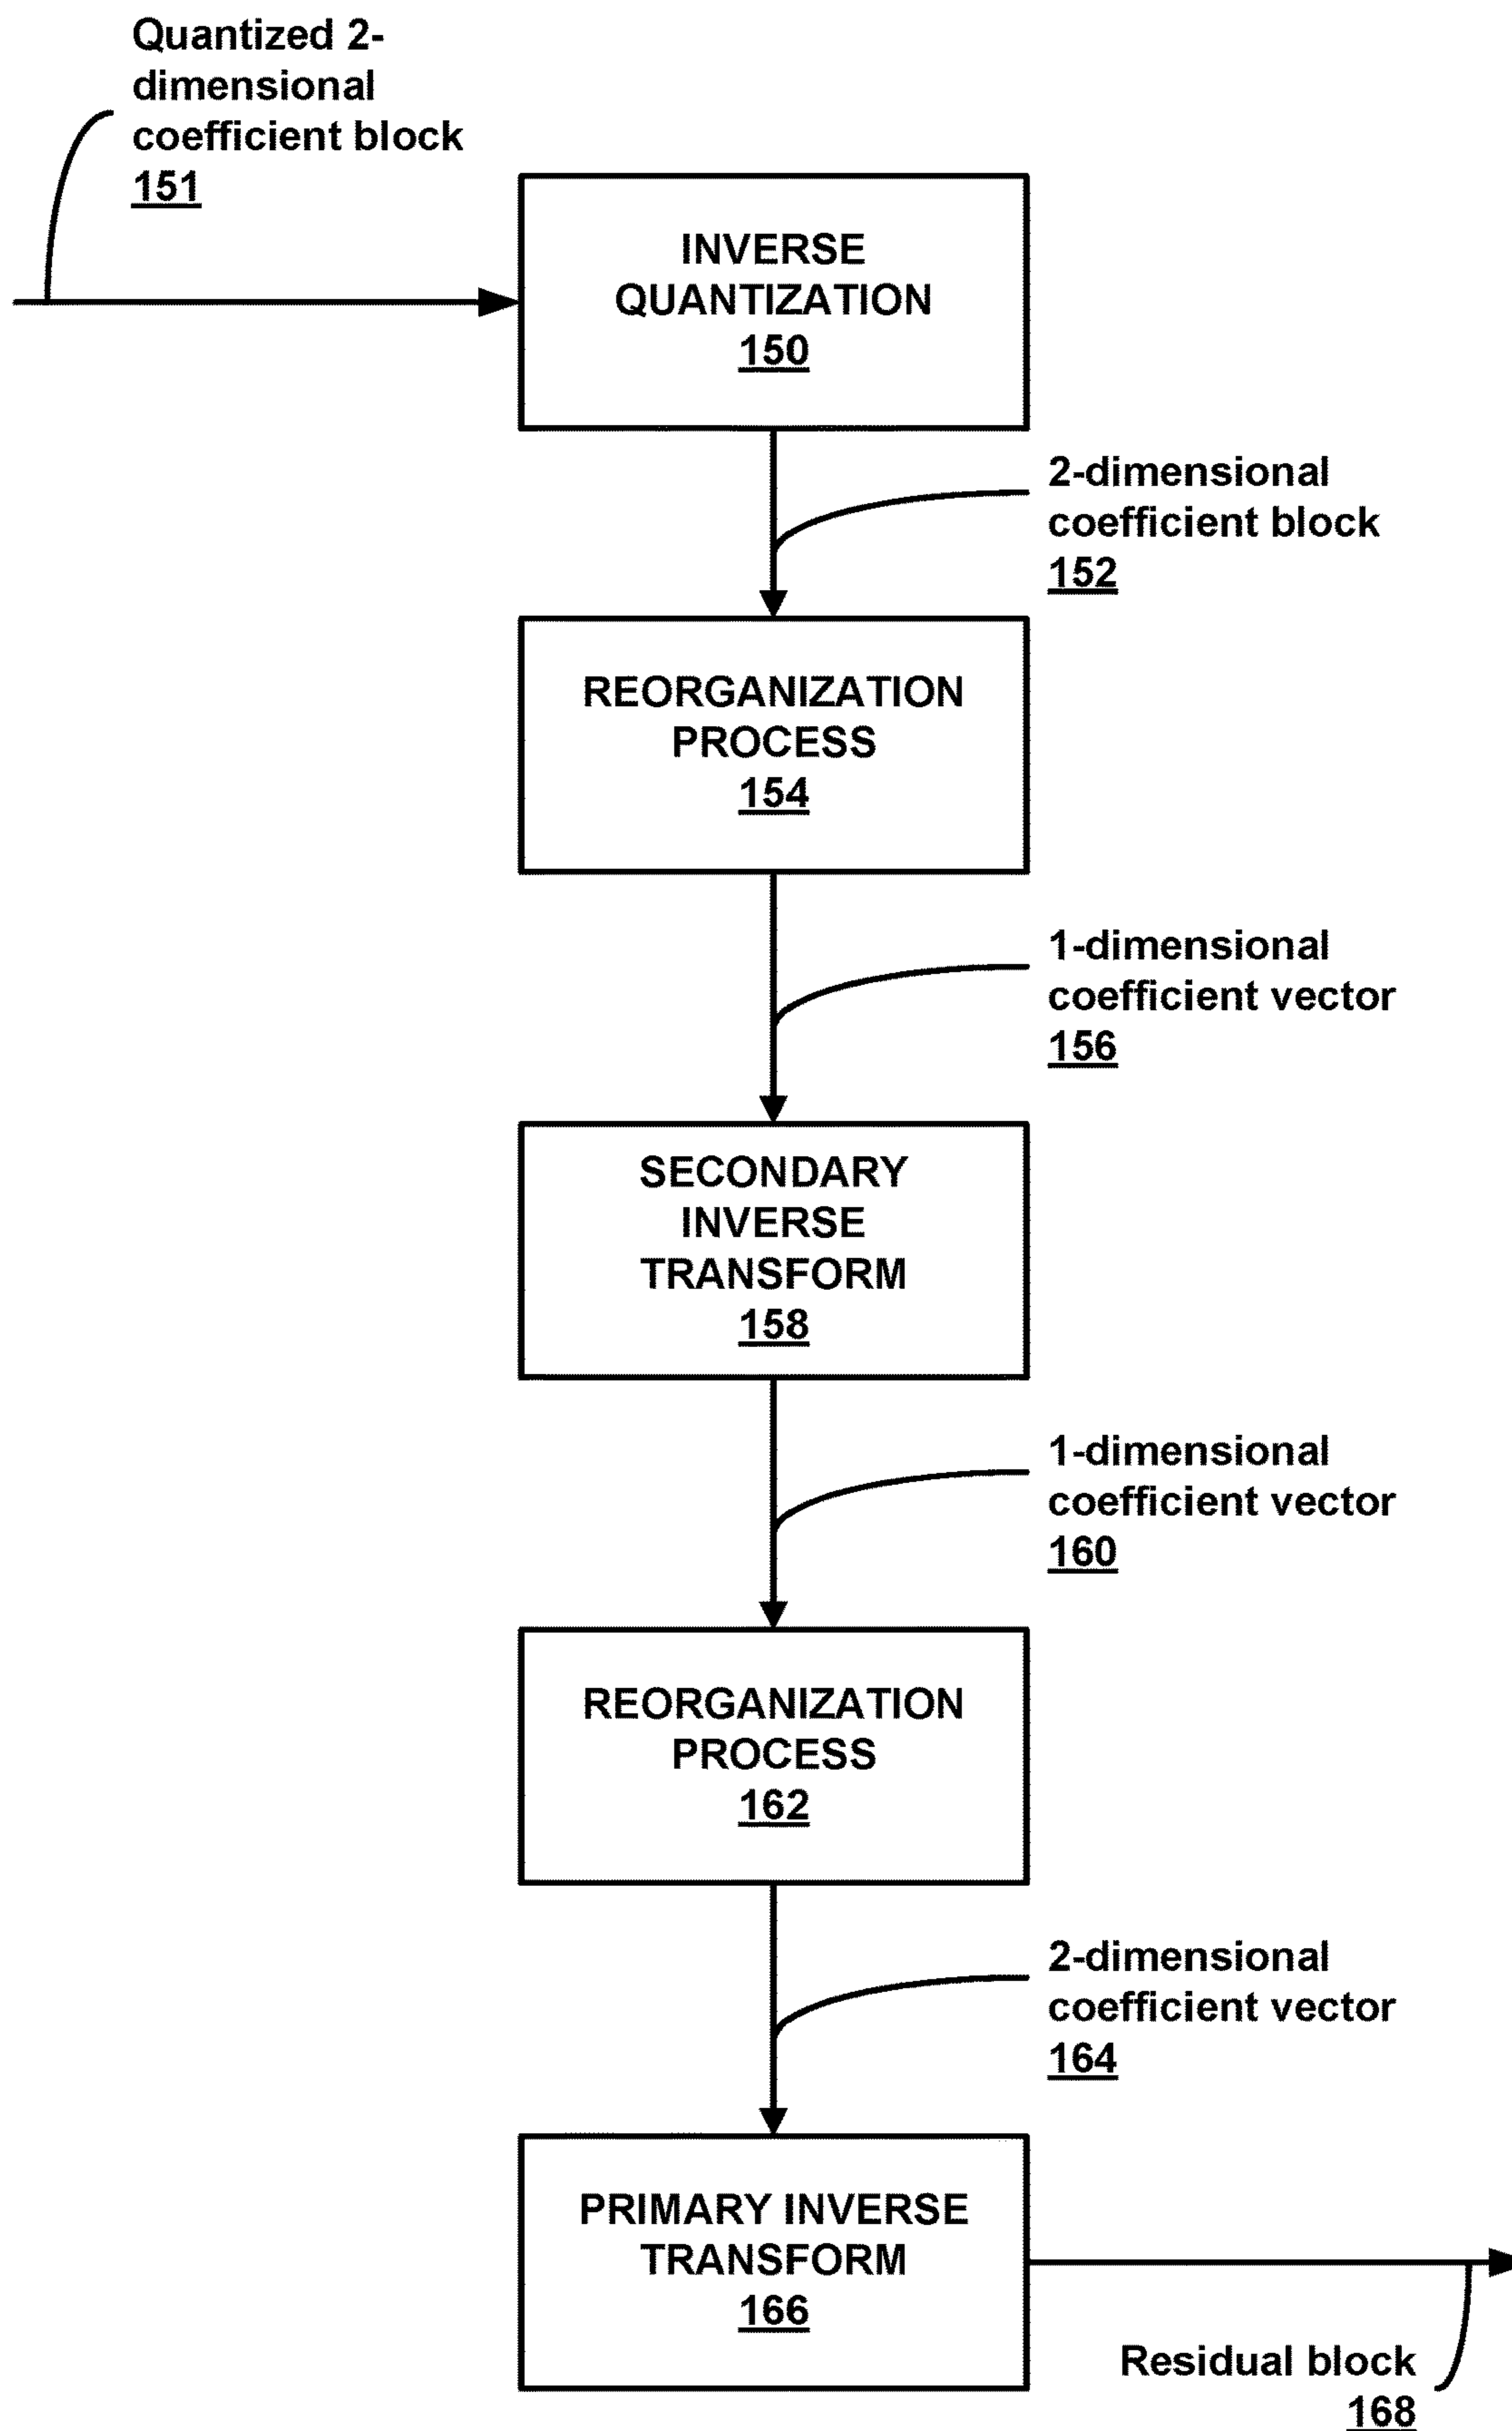 Quantized 2-
dimensional
coefficient block
151
INVERSE
QUANTIZATION
150
2-dimensional
coefficient block
152
REORGANIZATION
PROCESS
154
1-dimensional
coefficient vector
156
SECONDARY
INVERSE
TRANSFORM
158
1-dimensional
coefficient vector
160
REORGANIZATION
PROCESS
162
2-dimensional
coefficient vector
164
PRIMARY INVERSE
TRANSFORM
166
Residual block
168